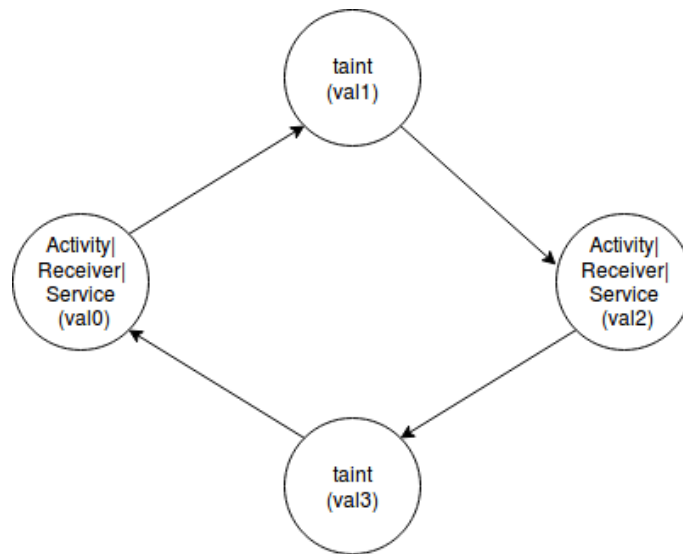 taint
(val1)
Activity|
Receiver|
Service
(val0)
Activity|
Receiver|
Service
(val2)
taint
(val3)